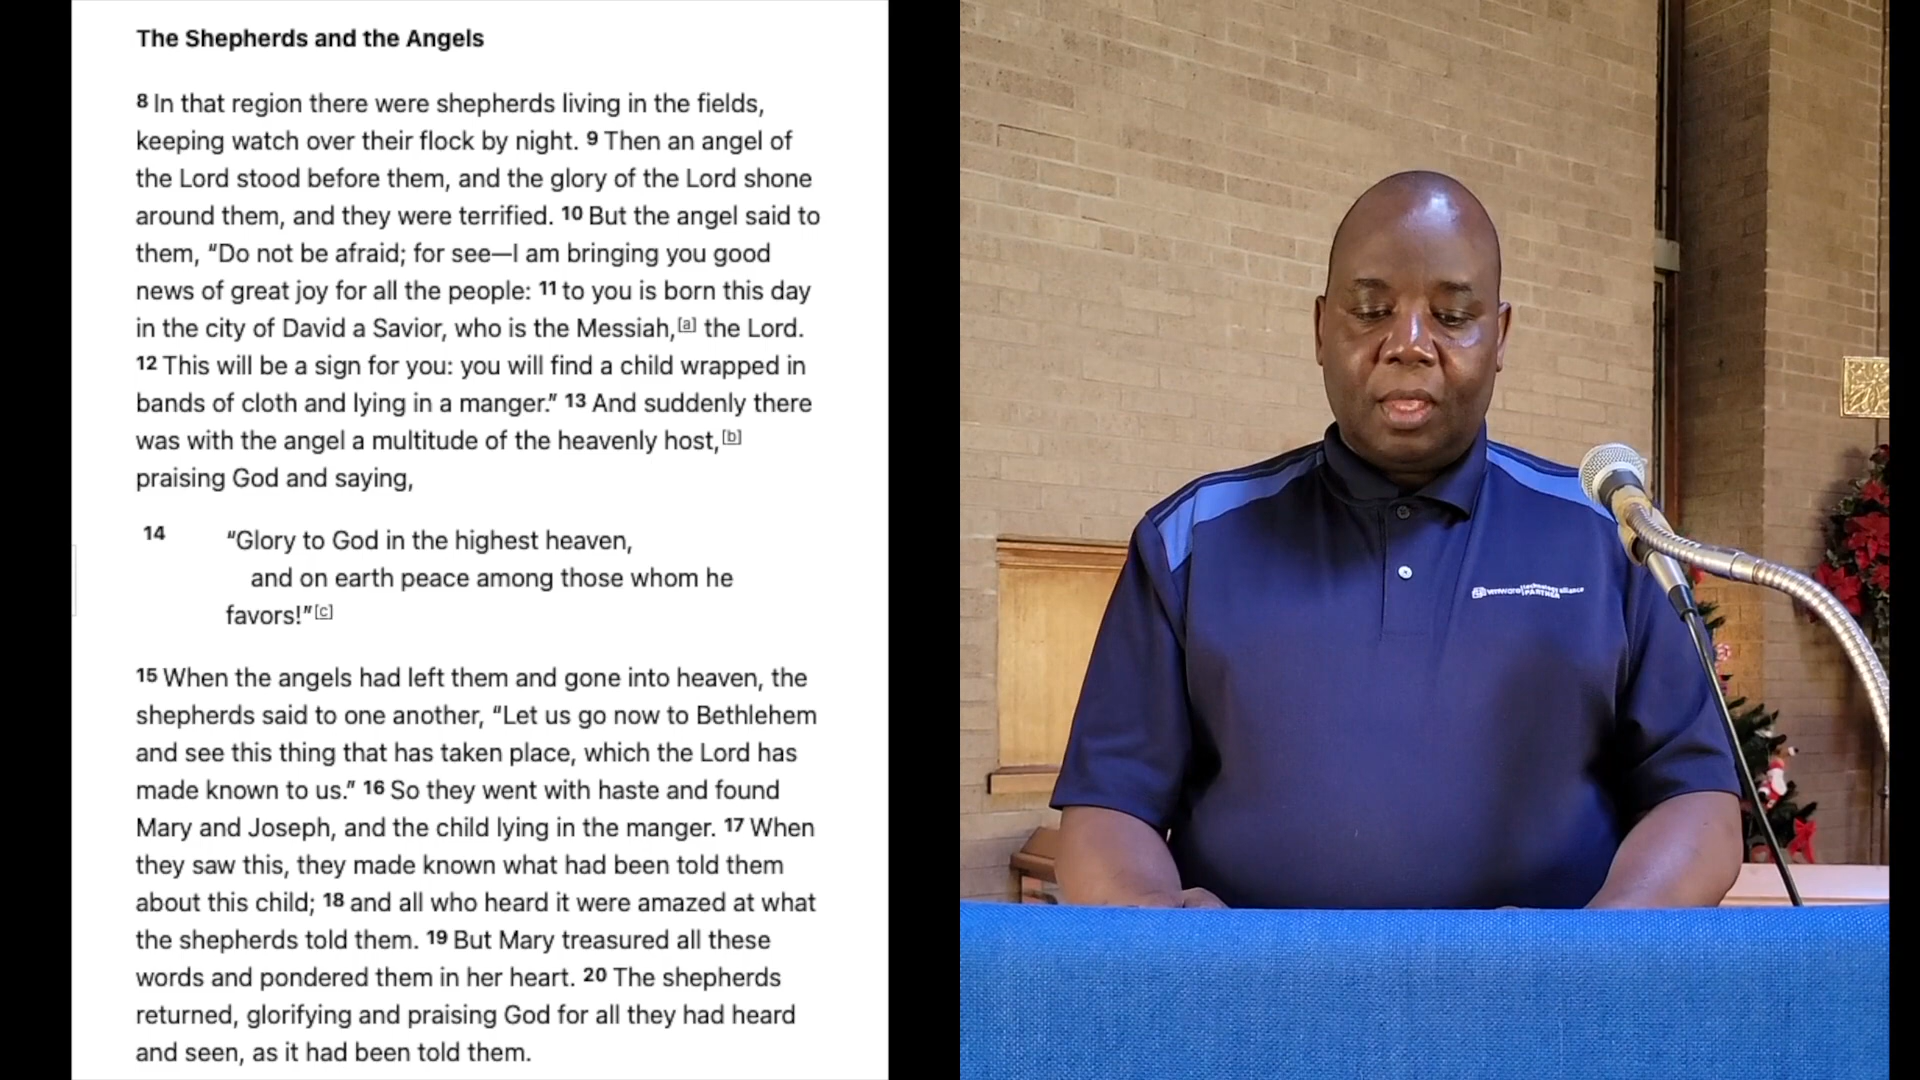 The Shepherds and the Angels
8 In that region there were shepherds living in the fields,
keeping watch over their flock by night. 9 Then an angel of
the Lord stood before them, and the glory of the Lord shone
around them, and they were terrified. 10 But the angel said to
them, “Do not be afraid; for see—I am bringing you good
news of great joy for all the people: 11 to you is born this day
in the city of David a Savior, who is the Messiah,[a] the Lord.
12 This will be a sign for you: you will find a child wrapped in
bands of cloth and lying in a manger.” 13 And suddenly there
was with the angel a multitude of the heavenly host,[b]
praising God and saying,
14 “Glory to God in the highest heaven,
and on earth peace among those whom he
favors!”[c]
15 When the angels had left them and gone into heaven, the
shepherds said to one another, “Let us go now to Bethlehem
and see this thing that has taken place, which the Lord has
made known to us.” 16 So they went with haste and found
Mary and Joseph, and the child lying in the manger. 17 When
they saw this, they made known what had been told them
about this child; 18 and all who heard it were amazed at what
the shepherds told them. 19 But Mary treasured all these
words and pondered them in her heart. 20 The shepherds
returned, glorifying and praising God for all they had heard
and seen, as it had been told them.
vmware technology alliance
PARTNER